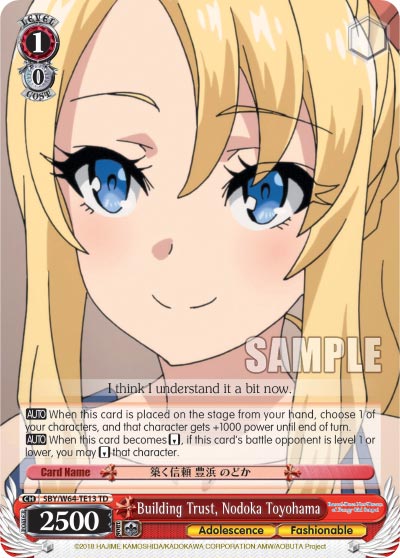 LEVEL
1
0
COST
SAMPLE
I think I understand it a bit now.
AUTO When this card is placed on the stage from your hand, choose 1 of
your characters, and that character gets +1000 power until end of turn.
AUTO When this card becomes, if this card's battle opponent is level 1 or
lower, you may that character.
Card Name 築く信頼 豊浜 のどか
CD SBY/W64-TE13 TD
POWER 2500
Building Trust, Nodoka Toyohama
Adolescence Fashionable
©2018 HAJIME KAMOSHIDA/KADOKAWA CORPORATION AMW/AOBUTA Project